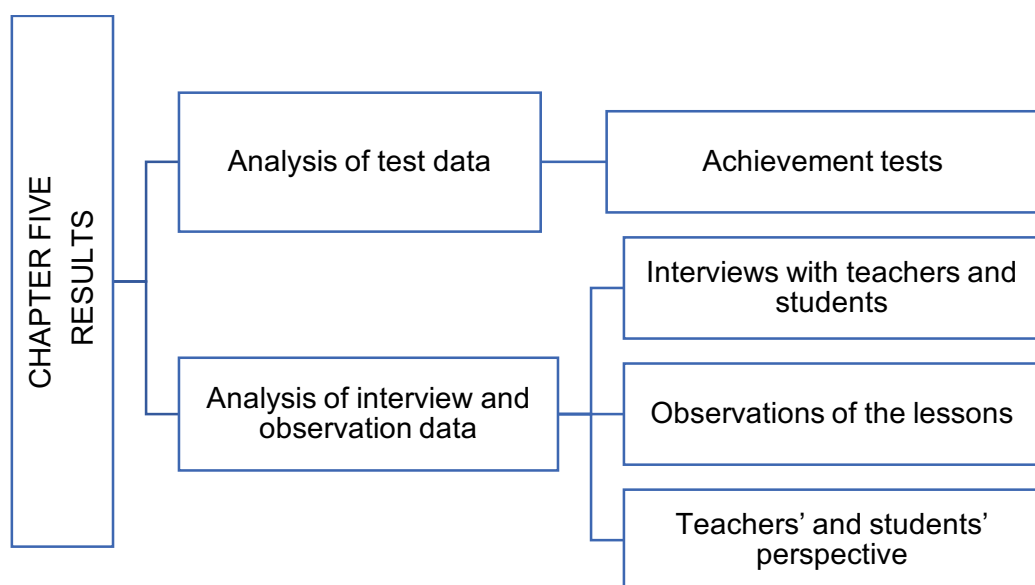 CHAPTER FIVE
RESULTS
Analysis of test data
Achievement tests
Analysis of interview and
observation data
Interviews with teachers and
students
Observations of the lessons
Teachers’ and students’
perspective